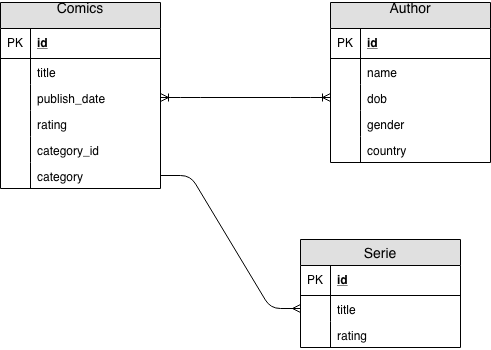 Comics
PK id
title
publish_date
rating
category_id
category
Author
PK id
name
dob
gender
country
Serie
PK id
title
rating